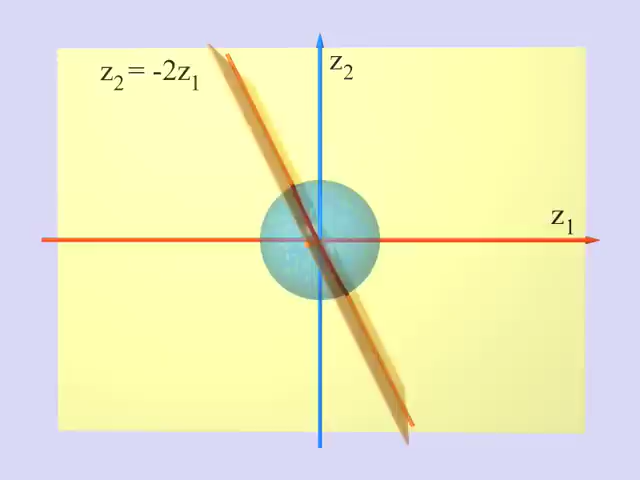 z₂ = -2z₁
z₂
z₁